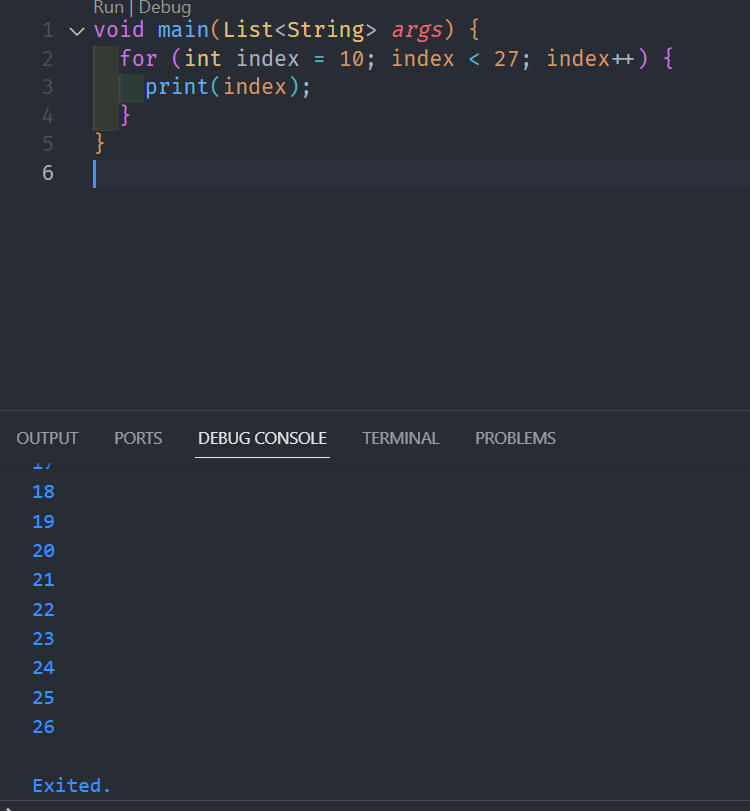 Run | Debug
1 void main(List<String> args) {
2 for (int index = 10; index < 27; index++) {
3 print(index);
4 }
5 }
6
OUTPUT PORTS DEBUG CONSOLE TERMINAL PROBLEMS
17
18
19
20
21
22
23
24
25
26
Exited.